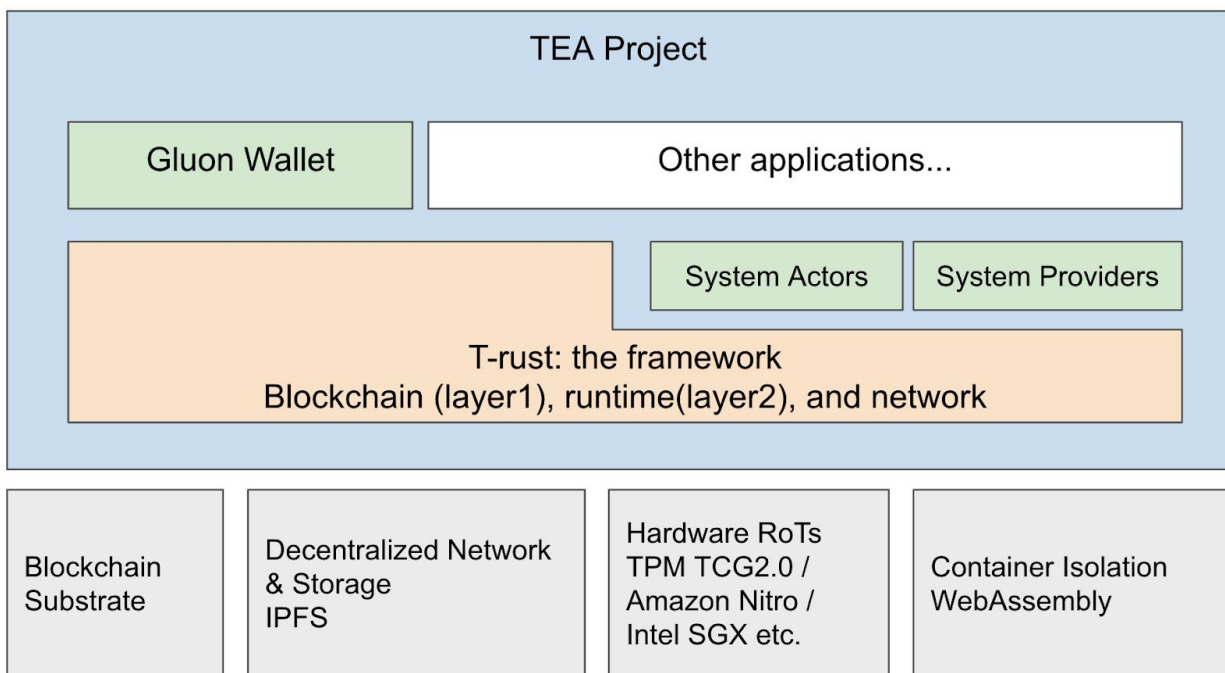 TEA Project
Gluon Wallet
Other applications...
System Actors
System Providers
T-rust: the framework
Blockchain (layer1), runtime(layer2), and network
Blockchain
Substrate
Decentralized Network
& Storage
IPFS
Hardware RoTs
TPM TCG2.0 /
Amazon Nitro /
Intel SGX etc.
Container Isolation
WebAssembly